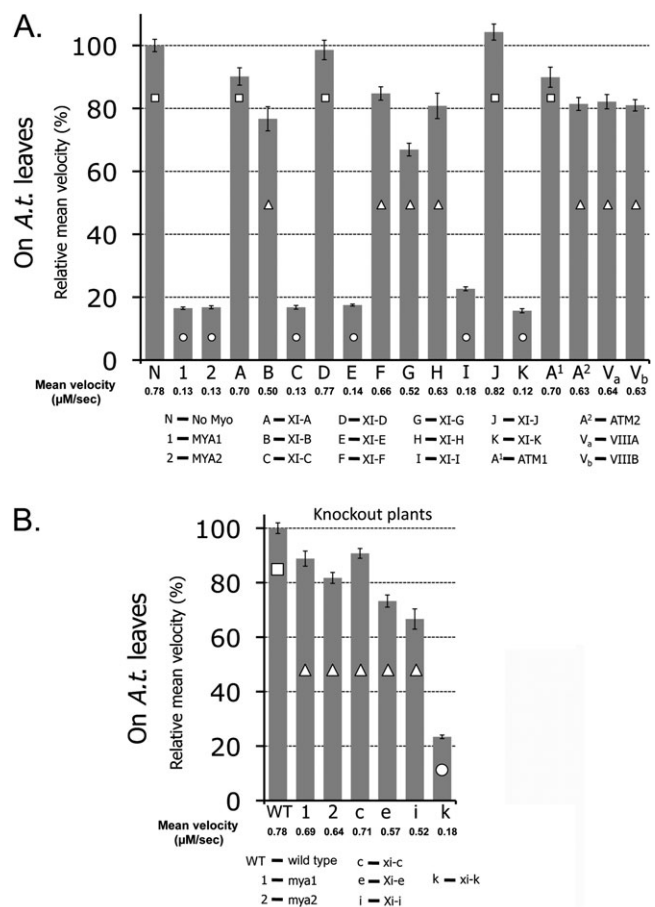 A.
On A.t. leaves
Relative mean velocity (%)
100
80
60
40
20
0
N 1 2 A B C D E F G H I J K A¹ A² Va Vb
Mean velocity (µM/sec)
0.78 0.13 0.13 0.70 0.50 0.13 0.77 0.14 0.66 0.52 0.63 0.18 0.82 0.12 0.70 0.63 0.64 0.63
N — No Myo A — XI-A D — XI-D G — XI-G J — XI-J A² — ATM2
1 — MYA1 B — XI-B E — XI-E H — XI-H K — XI-K Va — VIIIA
2 — MYA2 C — XI-C F — XI-F I — XI-I A¹ — ATM1 Vb — VIIIB
B.
Knockout plants
On A.t. leaves
Relative mean velocity (%)
100
80
60
40
20
0
WT 1 2 c e i k
Mean velocity (µM/sec)
0.78 0.69 0.64 0.71 0.57 0.52 0.18
WT — wild type c — xi-c
1 — mya1 e — Xi-e k — xi-k
2 — mya2 i — Xi-i